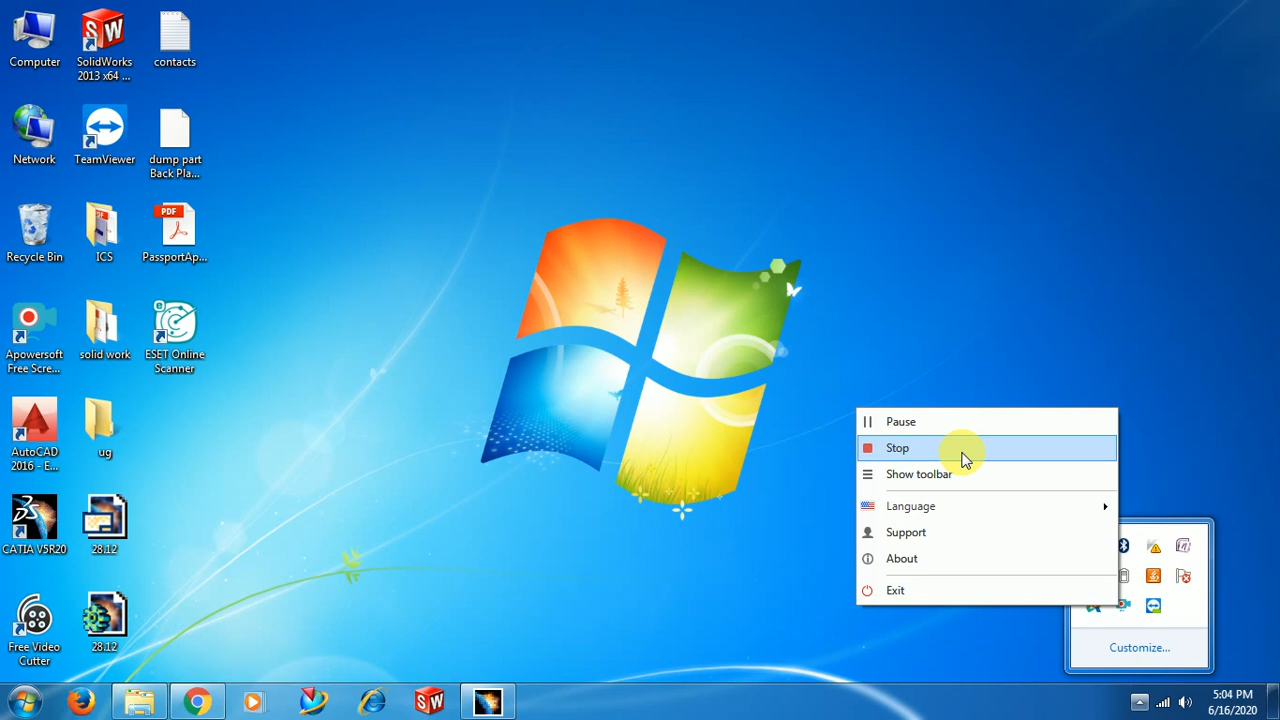 Computer
SolidWorks
2013 x64 ...
contacts
Network
TeamViewer
dump part
Back Pla...
Recycle Bin
ICS
PDF
PassportAp...
Apowersoft
Free Scre...
solid work
ESET Online
Scanner
AutoCAD
2016 - E...
ug
CATIA V5R20
28.12
Free Video
Cutter
28.12
Pause
Stop
Show toolbar
Language
Support
About
Exit
Customize...
5:04 PM
6/16/2020